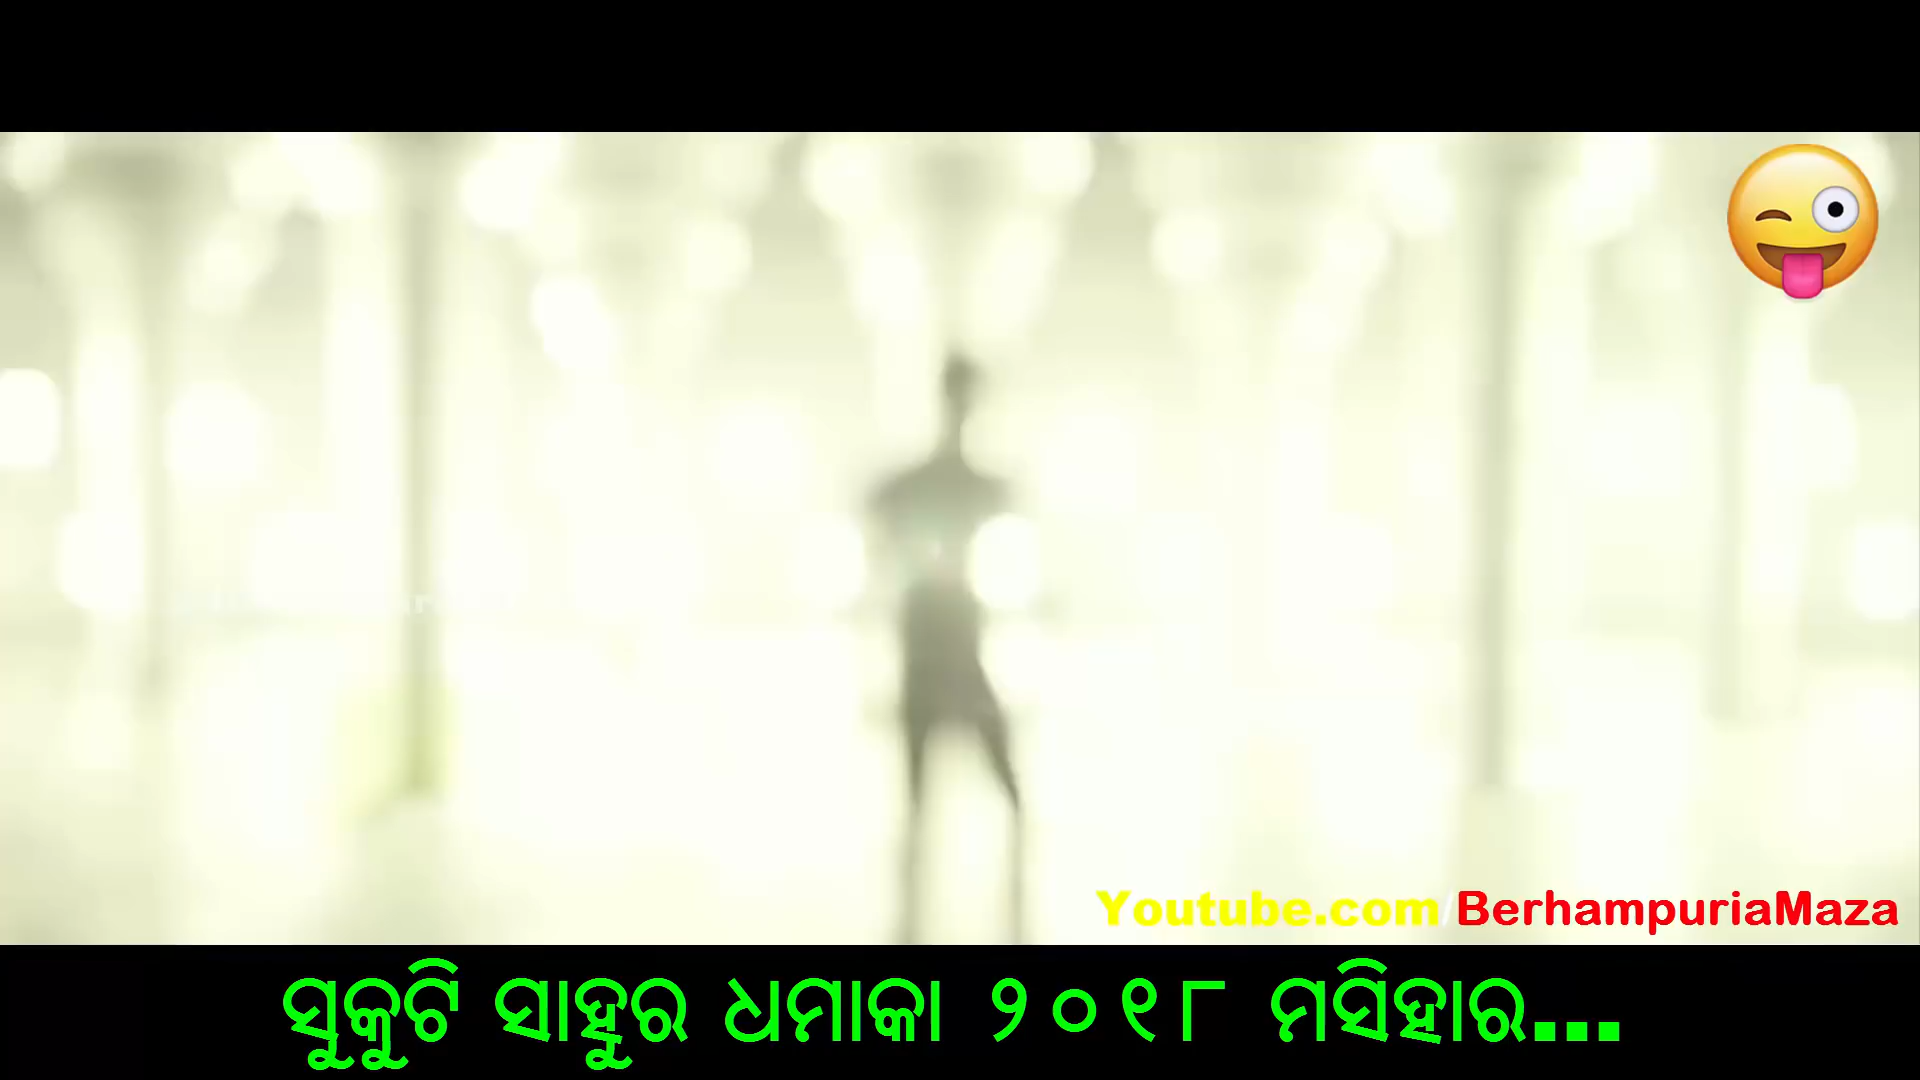 Youtube.com/BerhampuriaMaza
ସୁକୁଟି ସାହୁର ଧମାକା ୨୦୧୮ ମସିହାର...